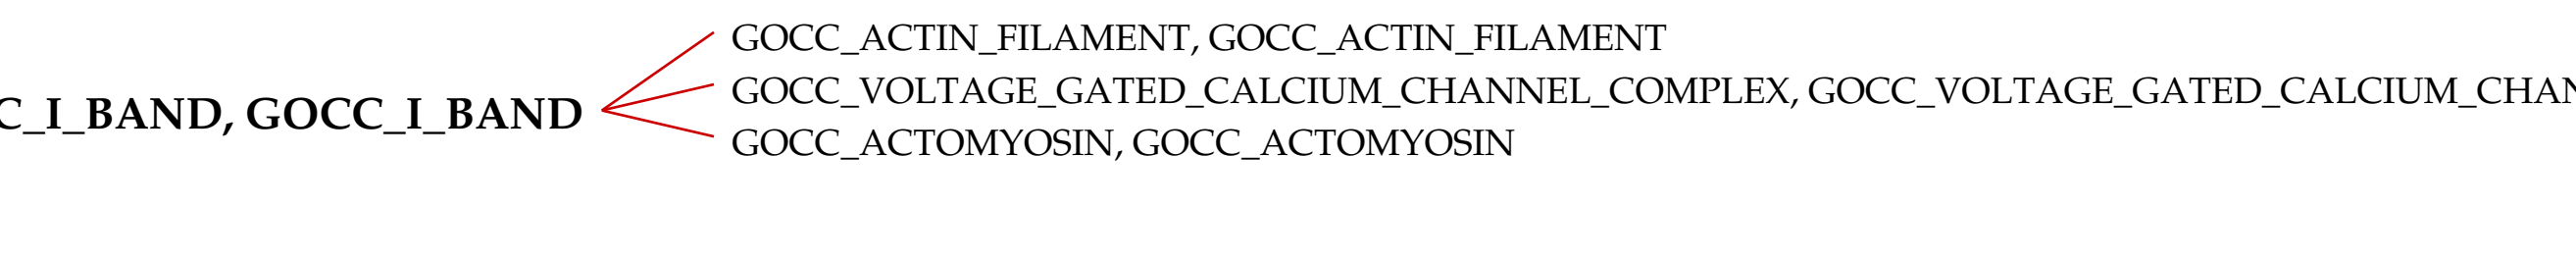 GOCC_ACTIN_FILAMENT, GOCC_ACTIN_FILAMENT
GOCC_VOLTAGE_GATED_CALCIUM_CHANNEL_COMPLEX, GOCC_VOLTAGE_GATED_CALCIUM_CHAN
C_I_BAND, GOCC_I_BAND
GOCC_ACTOMYOSIN, GOCC_ACTOMYOSIN